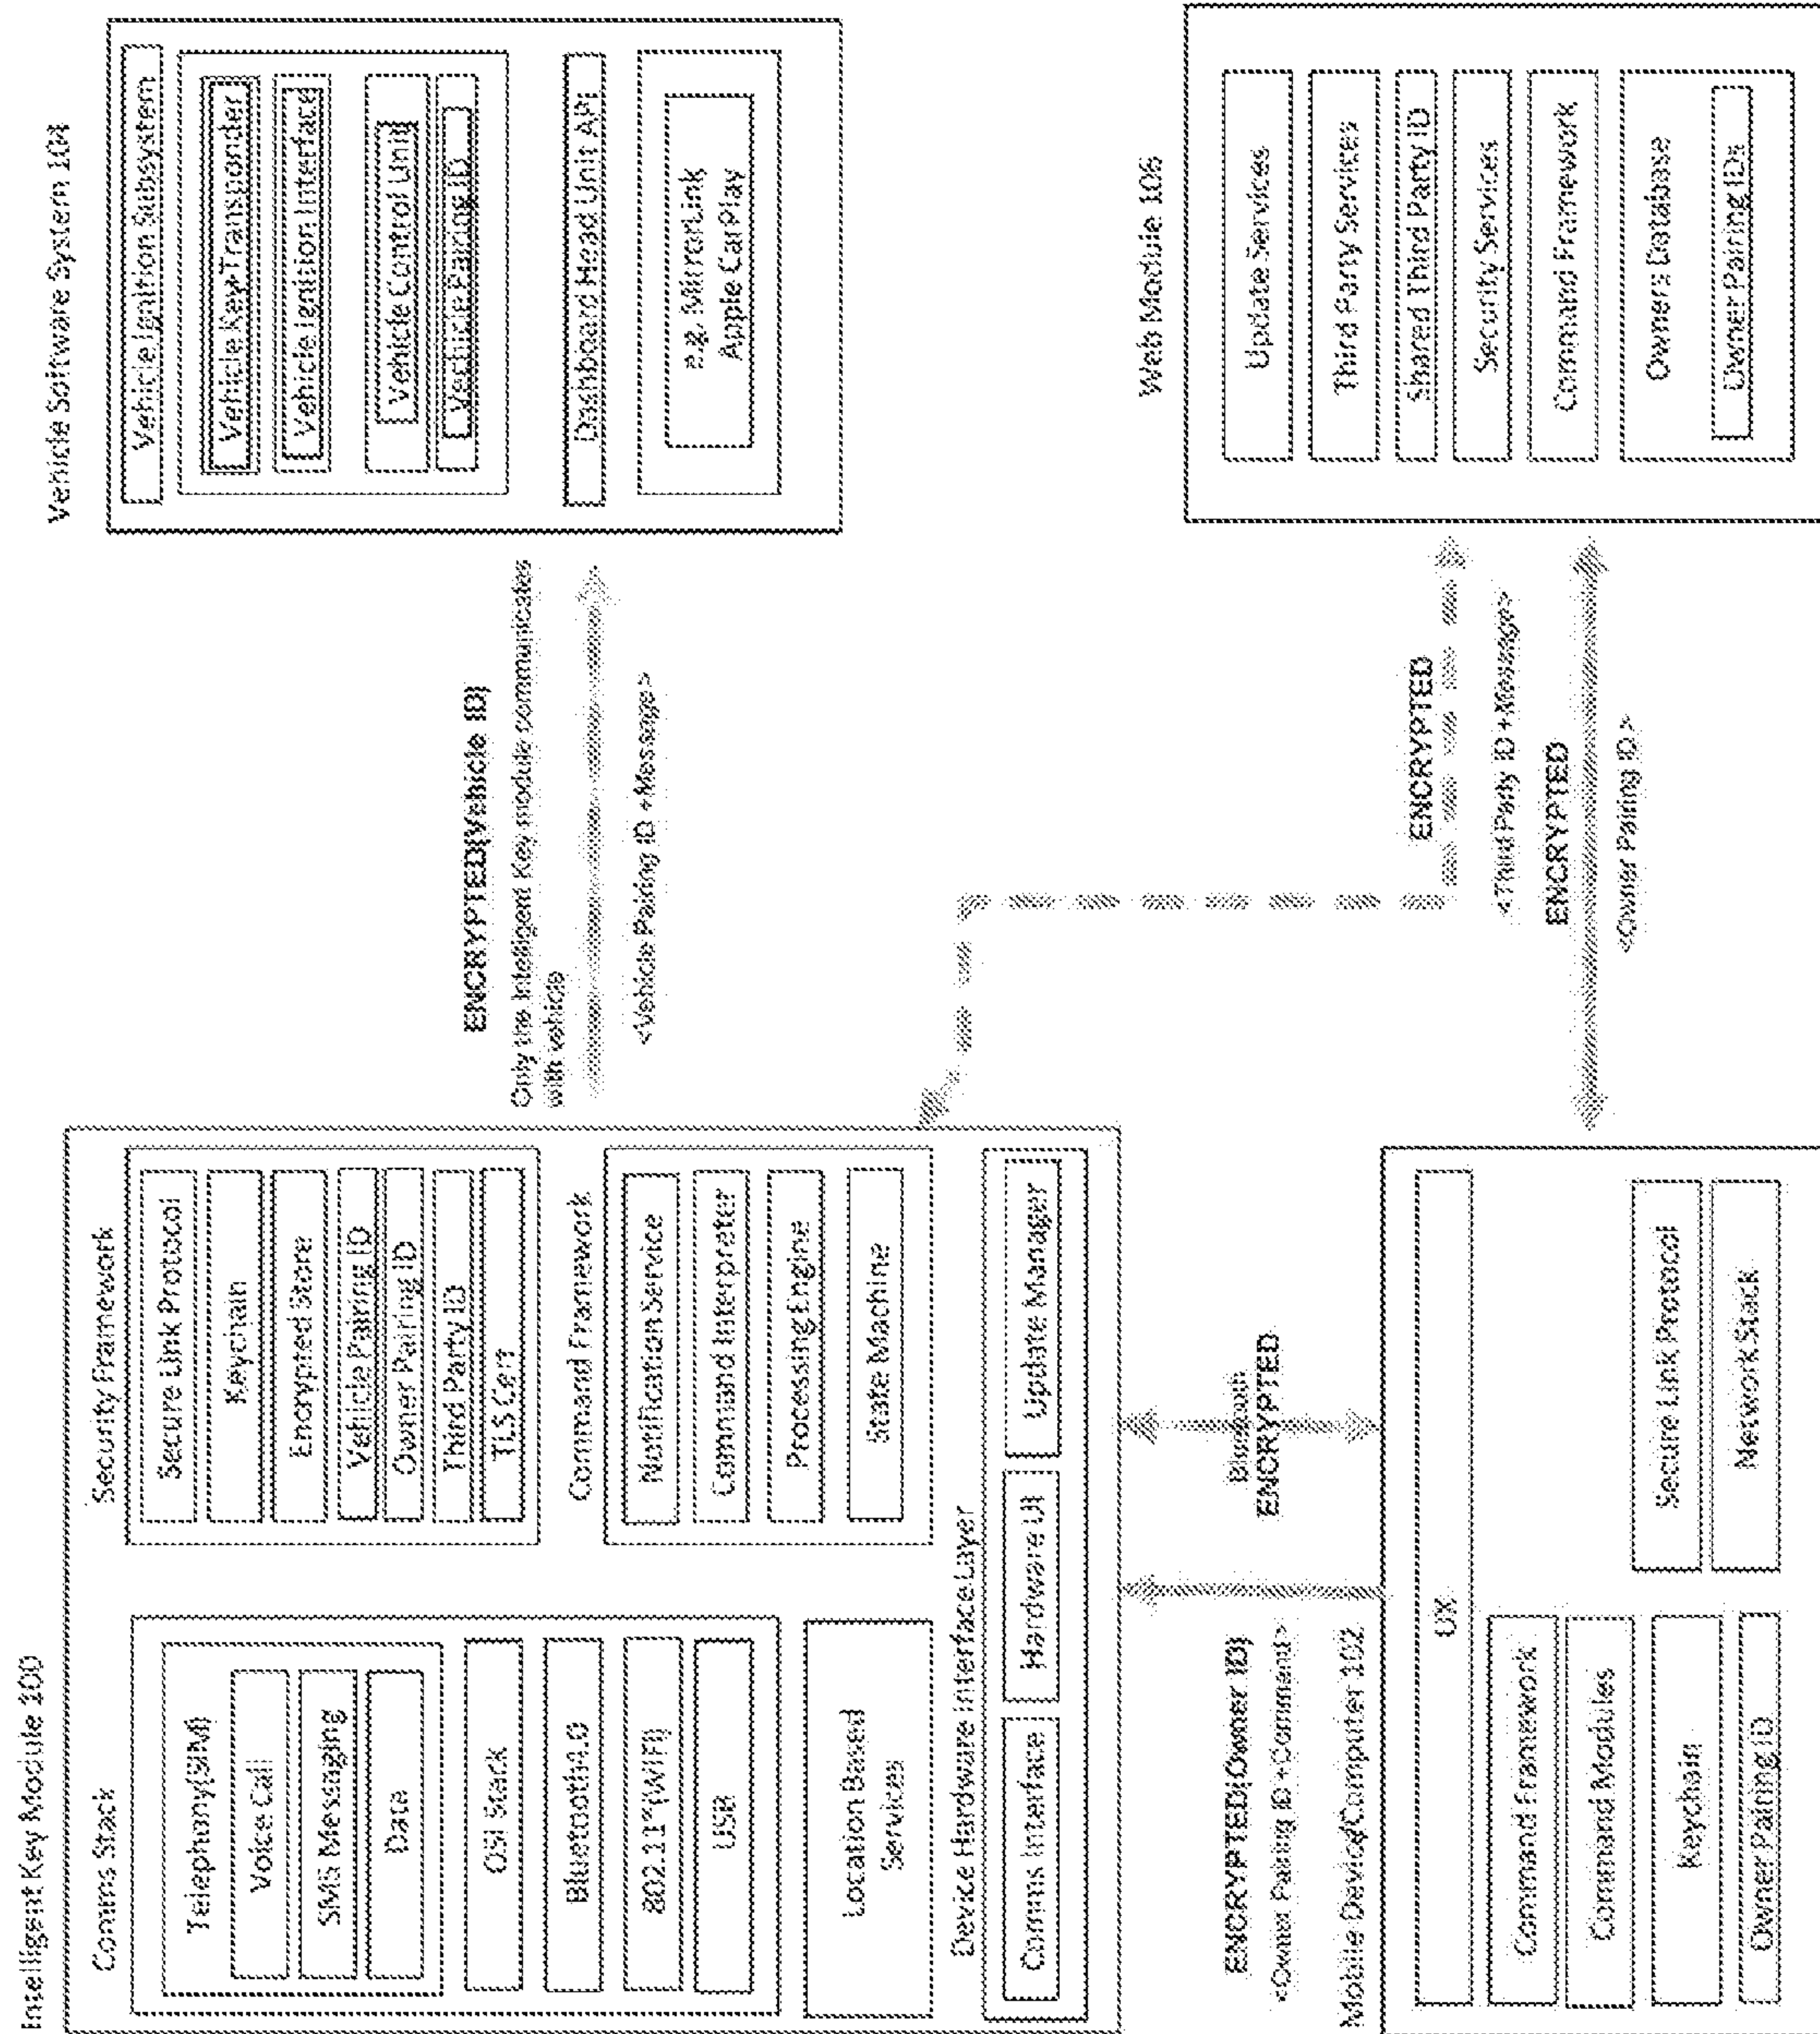 Intelligent Key Module 100
Comms Stack
Telephony(SIM)
Voice Call
SMS Messaging
Data
OSI Stack
Bluetooth4.0
802.11*(WiFi)
USB
Location Based
Services
Security Framework
Secure Link Protocol
Keychain
Encrypted Store
Vehicle Pairing ID
Owner Pairing ID
Third Party ID
TLS Cert
Command Framework
Notification Service
Command Interpreter
Processing Engine
State Machine
Device Hardware Interface Layer
Comms Interface
Hardware UI
Update Manager
ENCRYPTED(Vehicle ID)
Only the Intelligent Key module communicates
with vehicle
<Vehicle Pairing ID +Message>
Vehicle Software System 104
Vehicle Ignition Subsystem
Vehicle Key Transponder
Vehicle Ignition Interface
Vehicle Control Unit
Vechicle Pairing ID
Dashboard Head Unit API
e.g. MirrorLink
Apple CarPlay
ENCRYPTED(Owner ID)
<Owner Pairing ID +Command>
Bluetooth
ENCRYPTED
Mobile Device/Computer 102
UX
Command Framework
Command Modules
Keychain
Owner Pairing ID
Secure Link Protocol
Network Stack
ENCRYPTED
<Third Party ID +Message>
ENCRYPTED
<Owner Pairing ID >
Web Module 106
Update Services
Third Party Services
Shared Third Party ID
Security Services
Command Framework
Owners Database
Owner Pairing IDs